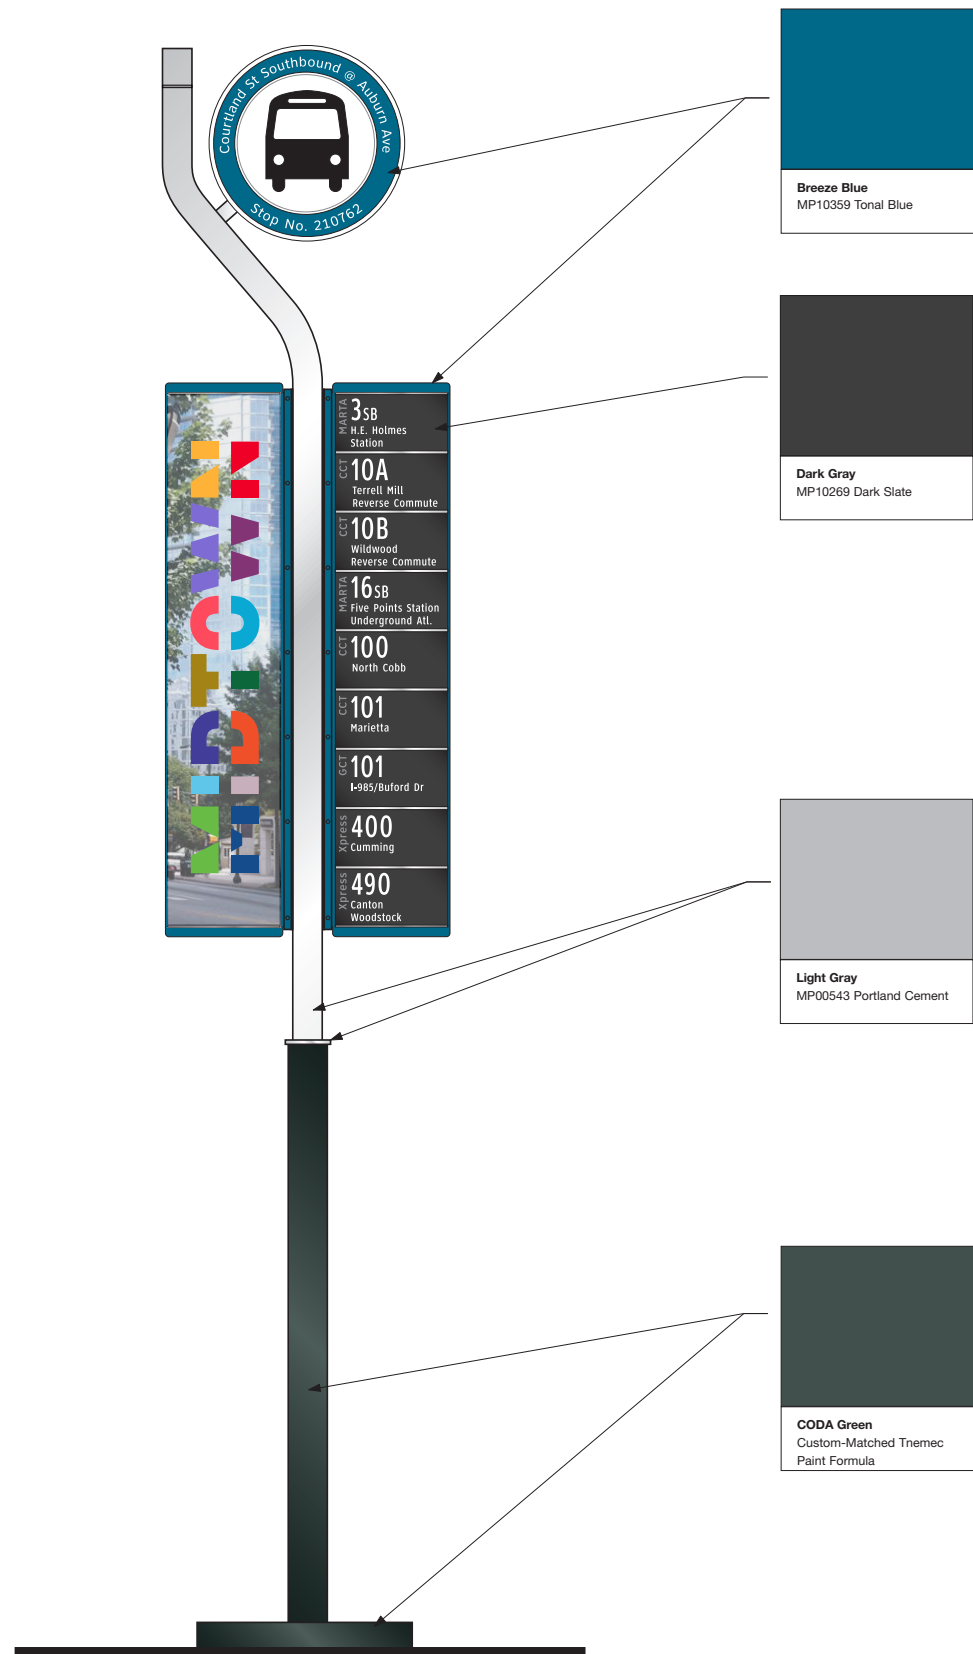 Courtland St Southbound @ Auburn Ave
Stop No. 210762
MIDTOWN
MARTA
3SB
H.E. Holmes
Station
CCT
10A
Terrell Mill
Reverse Commute
CCT
10B
Wildwood
Reverse Commute
MARTA
16SB
Five Points Station
Underground Atl.
CCT
100
North Cobb
CCT
101
Marietta
GCT
101
I-985/Buford Dr
Xpress
400
Cumming
Xpress
490
Canton
Woodstock
Breeze Blue
MP10359 Tonal Blue
Dark Gray
MP10269 Dark Slate
Light Gray
MP00543 Portland Cement
CODA Green
Custom-Matched Tnemec
Paint Formula